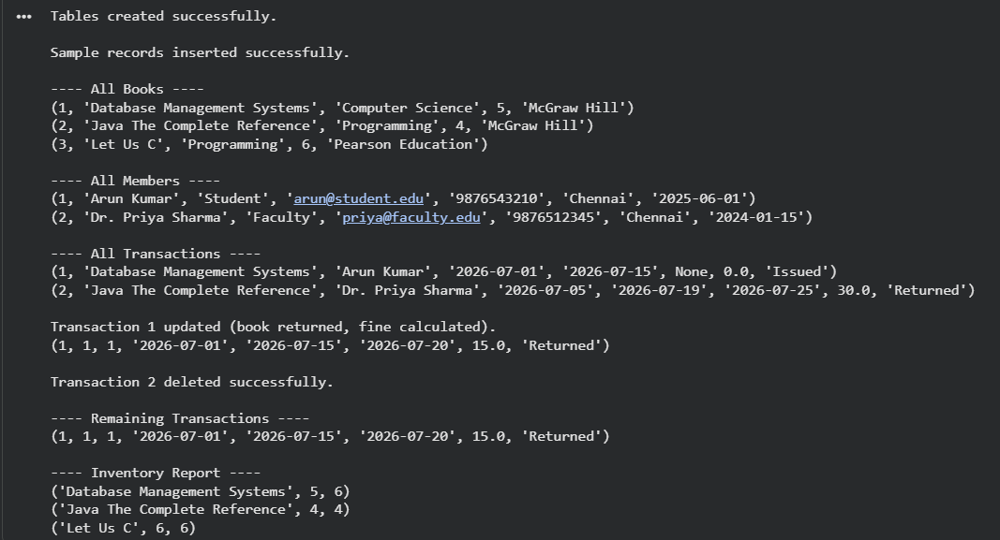 Tables created successfully.
Sample records inserted successfully.
---- All Books ----
(1, 'Database Management Systems', 'Computer Science', 5, 'McGraw Hill')
(2, 'Java The Complete Reference', 'Programming', 4, 'McGraw Hill')
(3, 'Let Us C', 'Programming', 6, 'Pearson Education')
---- All Members ----
(1, 'Arun Kumar', 'Student', 'arun@student.edu', '9876543210', 'Chennai', '2025-06-01')
(2, 'Dr. Priya Sharma', 'Faculty', 'priya@faculty.edu', '9876512345', 'Chennai', '2024-01-15')
---- All Transactions ----
(1, 'Database Management Systems', 'Arun Kumar', '2026-07-01', '2026-07-15', None, 0.0, 'Issued')
(2, 'Java The Complete Reference', 'Dr. Priya Sharma', '2026-07-05', '2026-07-19', '2026-07-25', 30.0, 'Returned')
Transaction 1 updated (book returned, fine calculated).
(1, 1, 1, '2026-07-01', '2026-07-15', '2026-07-20', 15.0, 'Returned')
Transaction 2 deleted successfully.
---- Remaining Transactions ----
(1, 1, 1, '2026-07-01', '2026-07-15', '2026-07-20', 15.0, 'Returned')
---- Inventory Report ----
('Database Management Systems', 5, 6)
('Java The Complete Reference', 4, 4)
('Let Us C', 6, 6)